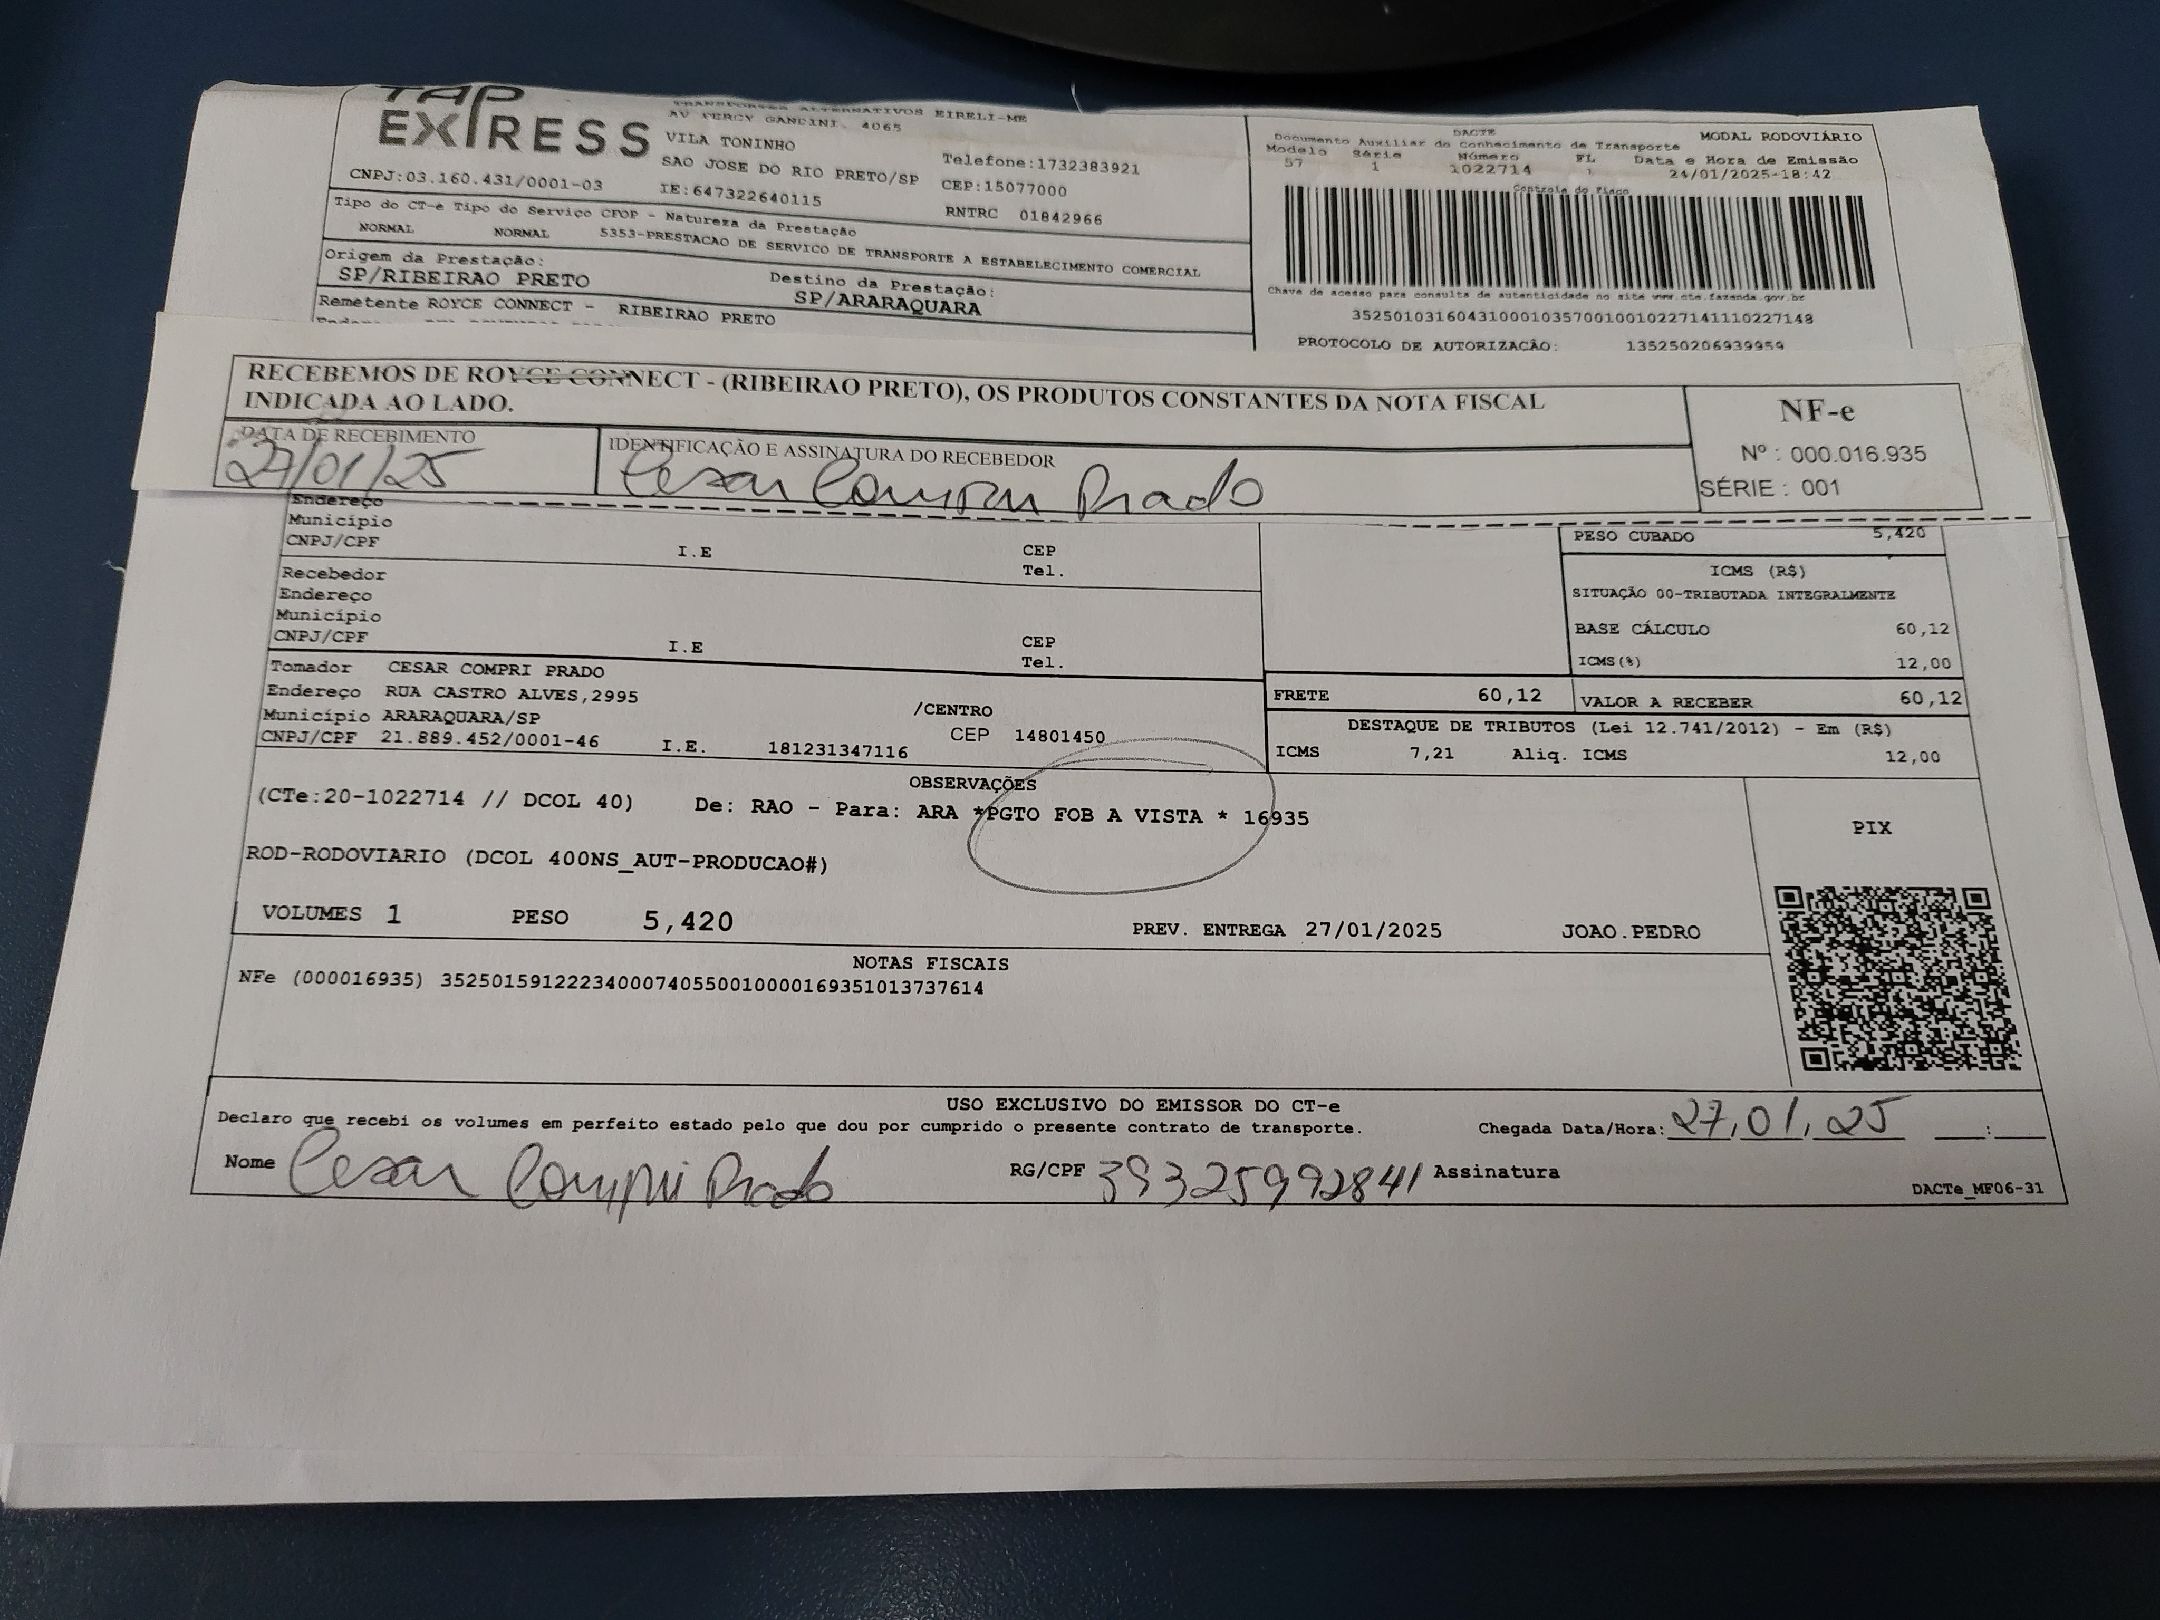 TAP
EXPRESS
TRANSPORTES ALTERNATIVOS EIRELI-ME
AV PERCY GANDINI, 4065
VILA TONINHO
SAO JOSE DO RIO PRETO/SP
Telefone:1732383921
CEP:15077000
CNPJ:03.160.431/0001-03
IE:647322640115
RNTRC 01842966
DACTE
MODAL RODOVIÁRIO
Documento Auxiliar do Conhecimento de Transporte
Modelo Série Número FL Data e Hora de Emissão
57 1 1022714 1 24/01/2025-18:42
Controle do Fisco
Tipo do CT-e Tipo do Serviço CFOP - Natureza da Prestação
NORMAL NORMAL 5353-PRESTACAO DE SERVICO DE TRANSPORTE A ESTABELECIMENTO COMERCIAL
Origem da Prestação:
SP/RIBEIRAO PRETO
Destino da Prestação:
SP/ARARAQUARA
Remetente ROYCE CONNECT - RIBEIRAO PRETO
Chave de acesso para consulta de autenticidade no site www.cte.fazenda.gov.br
35250103160431000103570010010227141110227148
PROTOCOLO DE AUTORIZACÃO: 135250206939959
RECEBEMOS DE ROYCE CONNECT - (RIBEIRAO PRETO), OS PRODUTOS CONSTANTES DA NOTA FISCAL
INDICADA AO LADO.
NF-e
Nº : 000.016.935
SÉRIE : 001
DATA DE RECEBIMENTO
27/01/25
IDENTIFICAÇÃO E ASSINATURA DO RECEBEDOR
Cesar Compri Prado
Endereço
Município
CNPJ/CPF I.E CEP
Tel.
Recebedor
Endereço
Município
CNPJ/CPF I.E CEP
Tel.
PESO CUBADO 5,420
ICMS (R$)
SITUAÇÃO 00-TRIBUTADA INTEGRALMENTE
BASE CÁLCULO 60,12
ICMS(%) 12,00
Tomador CESAR COMPRI PRADO
Endereço RUA CASTRO ALVES,2995 /CENTRO
Município ARARAQUARA/SP CEP 14801450
CNPJ/CPF 21.889.452/0001-46 I.E. 181231347116
FRETE 60,12 VALOR A RECEBER 60,12
DESTAQUE DE TRIBUTOS (Lei 12.741/2012) - Em (R$)
ICMS 7,21 Aliq. ICMS 12,00
OBSERVAÇÕES
(CTe:20-1022714 // DCOL 40) De: RAO - Para: ARA *PGTO FOB A VISTA * 16935
ROD-RODOVIARIO (DCOL 400NS_AUT-PRODUCAO#)
PIX
VOLUMES 1 PESO 5,420 PREV. ENTREGA 27/01/2025 JOAO.PEDRO
NOTAS FISCAIS
NFe (000016935) 35250159122234000740550010000169351013737614
USO EXCLUSIVO DO EMISSOR DO CT-e
Declaro que recebi os volumes em perfeito estado pelo que dou por cumprido o presente contrato de transporte.
Chegada Data/Hora: 27,01,25 __:__
Nome Cesar Compri Prado RG/CPF 39325992841 Assinatura
DACTe_MF06-31